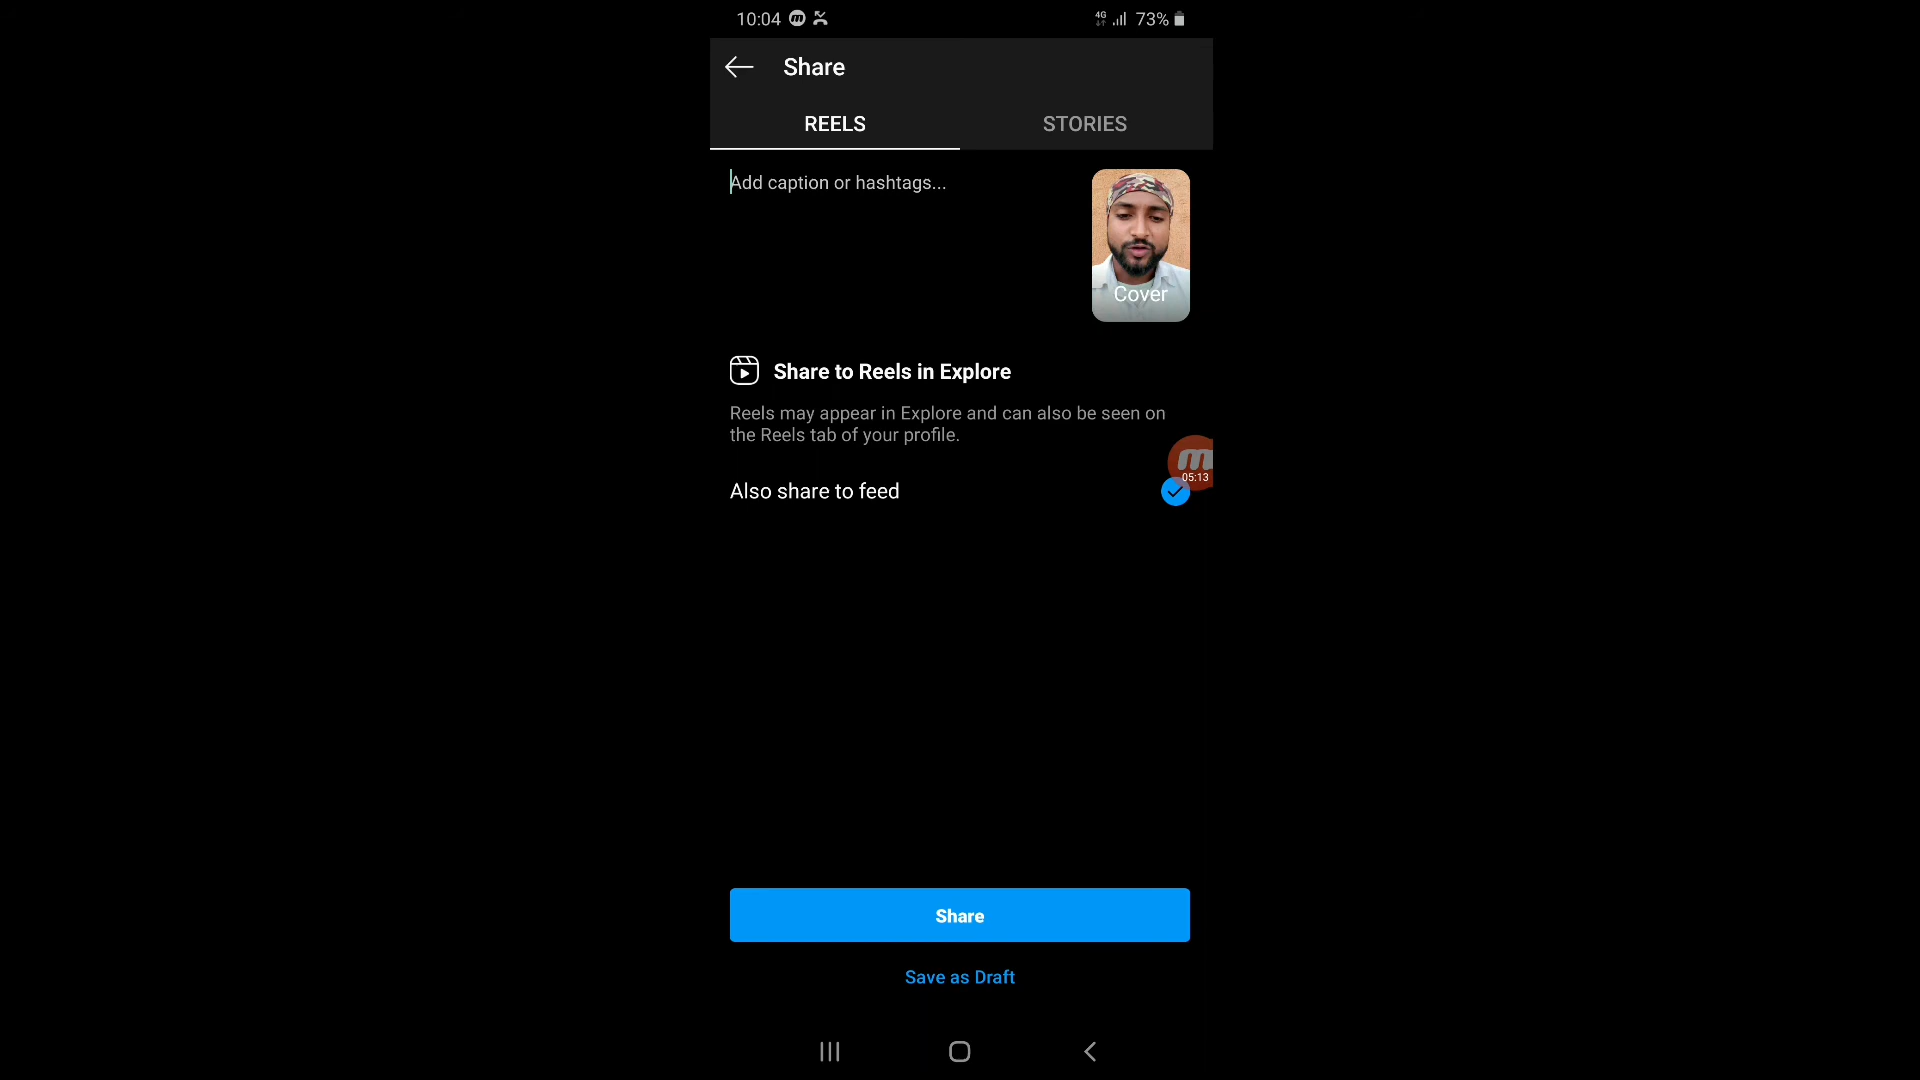 10:04
4G
73%
Share
REELS
STORIES
Add caption or hashtags...
Cover
Share to Reels in Explore
Reels may appear in Explore and can also be seen on
the Reels tab of your profile.
m
05:13
Also share to feed
Share
Save as Draft